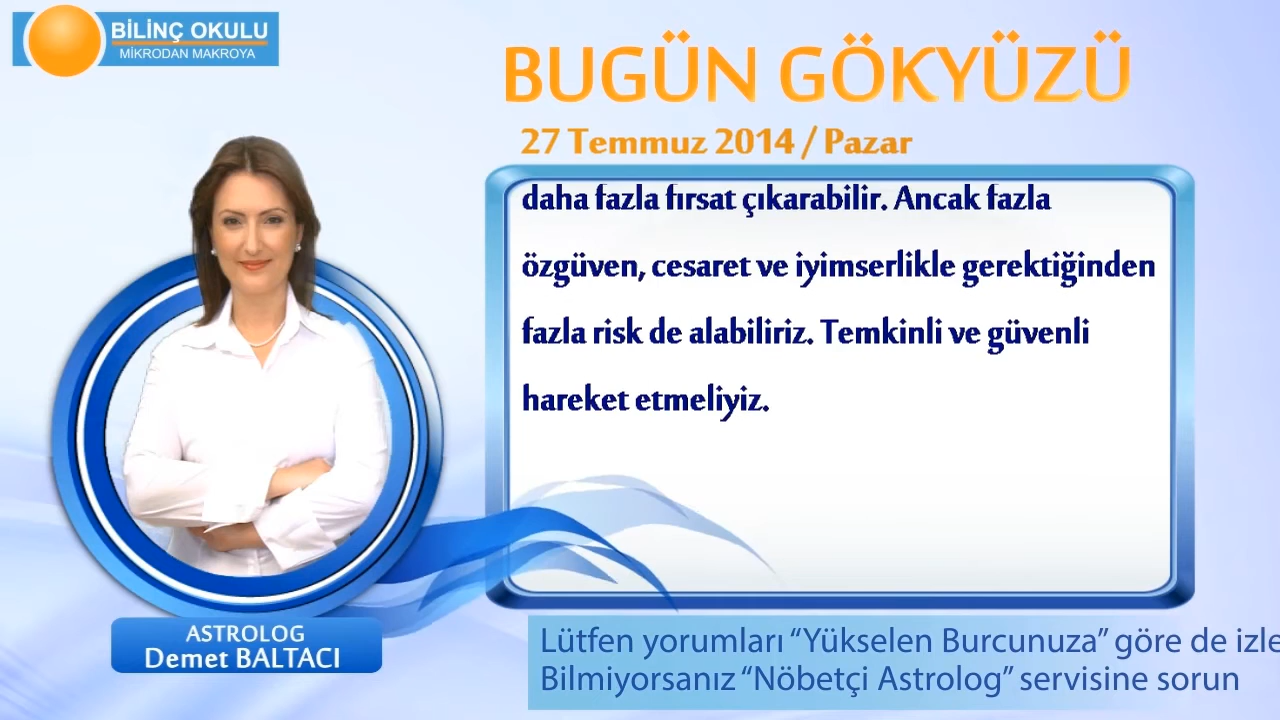 BİLİNÇ OKULU
MİKRODAN MAKROYA
BUGÜN GÖKYÜZÜ
27 Temmuz 2014 / Pazar
daha fazla fırsat çıkarabilir. Ancak fazla
özgüven, cesaret ve iyimserlikle gerektiğinden
fazla risk de alabiliriz. Temkinli ve güvenli
hareket etmeliyiz.
ASTROLOG
Demet BALTACI
Lütfen yorumları “Yükselen Burcunuza” göre de izle
Bilmiyorsanız “Nöbetçi Astrolog” servisine sorun